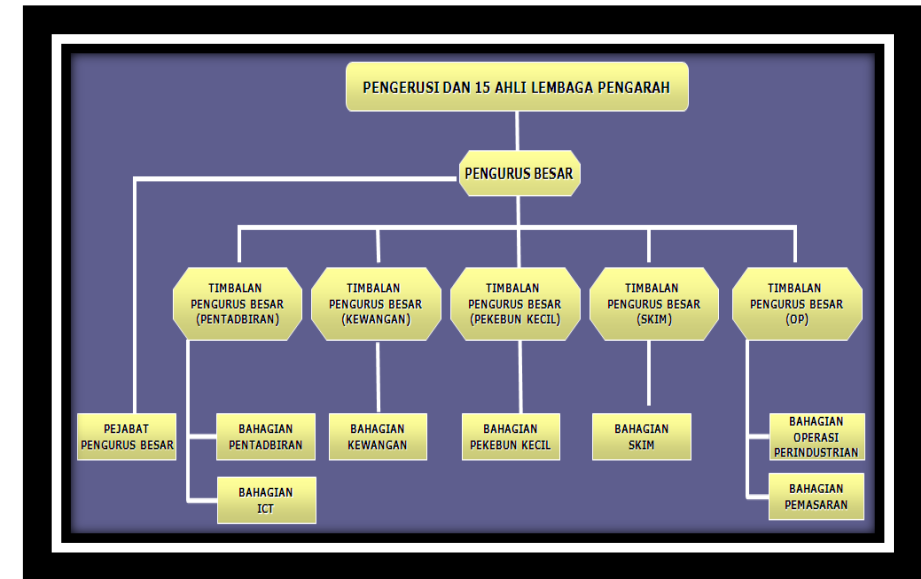 PENGERUSI DAN 15 AHLI LEMBAGA PENGARAH
PENGURUS BESAR
TIMBALAN
PENGURUS BESAR
(PENTADBIRAN)
TIMBALAN
PENGURUS BESAR
(KEWANGAN)
TIMBALAN
PENGURUS BESAR
(PEKEBUN KECIL)
TIMBALAN
PENGURUS BESAR
(SKIM)
TIMBALAN
PENGURUS BESAR
(OP)
PEJABAT
PENGURUS BESAR
BAHAGIAN
PENTADBIRAN
BAHAGIAN
KEWANGAN
BAHAGIAN
PEKEBUN KECIL
BAHAGIAN
SKIM
BAHAGIAN
OPERASI
PERINDUSTRIAN
BAHAGIAN
ICT
BAHAGIAN
PEMASARAN